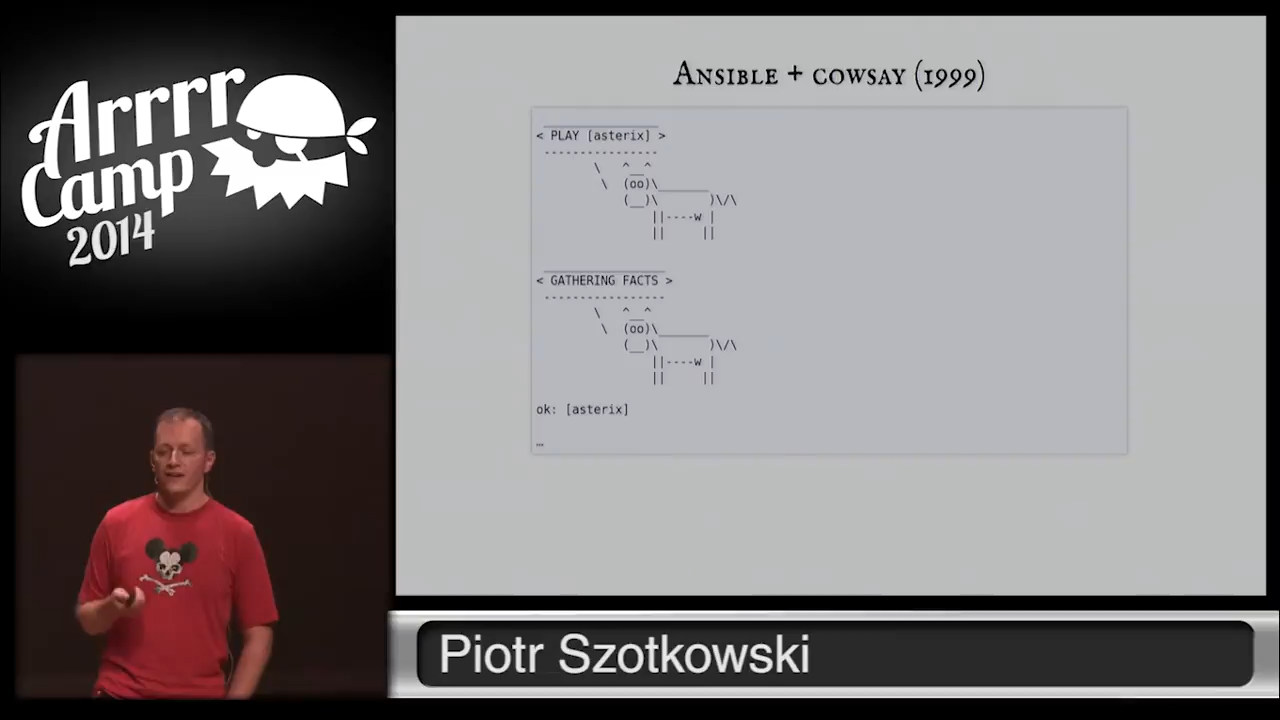 Arrrr
Camp
2014
Ansible + cowsay (1999)
< PLAY [asterix] >
----------------
\   ^__^
\  (oo)\_______
(__)\       )\/\
||----w |
||     ||
< GATHERING FACTS >
-----------------
\   ^__^
\  (oo)\_______
(__)\       )\/\
||----w |
||     ||
ok: [asterix]
…
Piotr Szotkowski